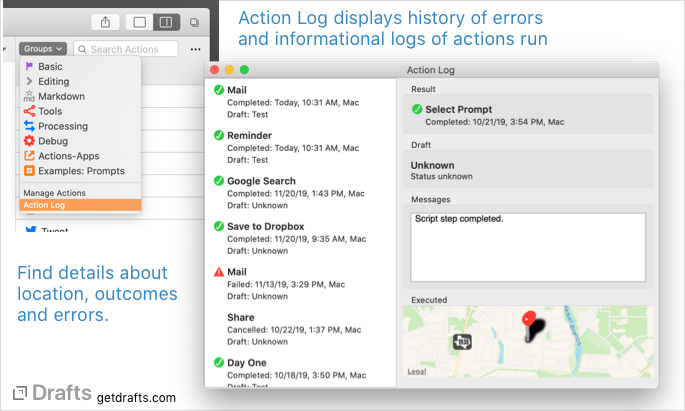 Action Log displays history of errors
and informational logs of actions run
Groups
Search Actions
Basic
Editing
md Markdown
Tools
Processing
Debug
Actions-Apps
Examples: Prompts
Manage Actions
Action Log
Tweet
Action Log
Mail
Completed: Today, 10:31 AM, Mac
Draft: Test
Reminder
Completed: Today, 10:31 AM, Mac
Draft: Test
Google Search
Completed: 11/20/19, 1:43 PM, Mac
Draft: Unknown
Save to Dropbox
Completed: 11/20/19, 9:35 AM, Mac
Draft: Unknown
Mail
Failed: 11/13/19, 3:29 PM, Mac
Draft: Unknown
Share
Cancelled: 10/22/19, 1:37 PM, Mac
Draft: Unknown
Day One
Completed: 10/18/19, 3:50 PM, Mac
Draft: Test
Result
Select Prompt
Completed: 10/21/19, 3:54 PM, Mac
Draft
Unknown
Status unknown
Messages
Script step completed.
Executed
Walker Branch
Legal
Find details about
location, outcomes
and errors.
Drafts getdrafts.com